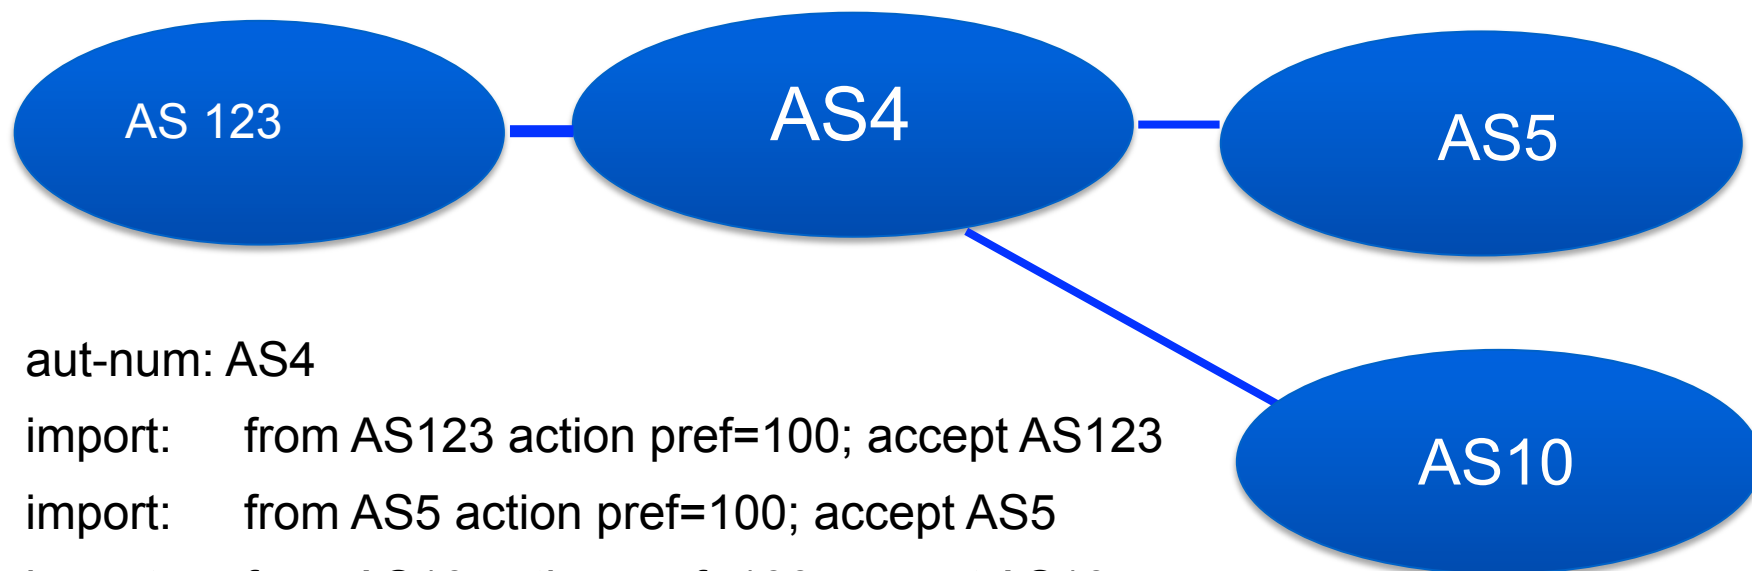 AS 123
AS4
AS5
AS10
aut-num: AS4
import: from AS123 action pref=100; accept AS123
import: from AS5 action pref=100; accept AS5